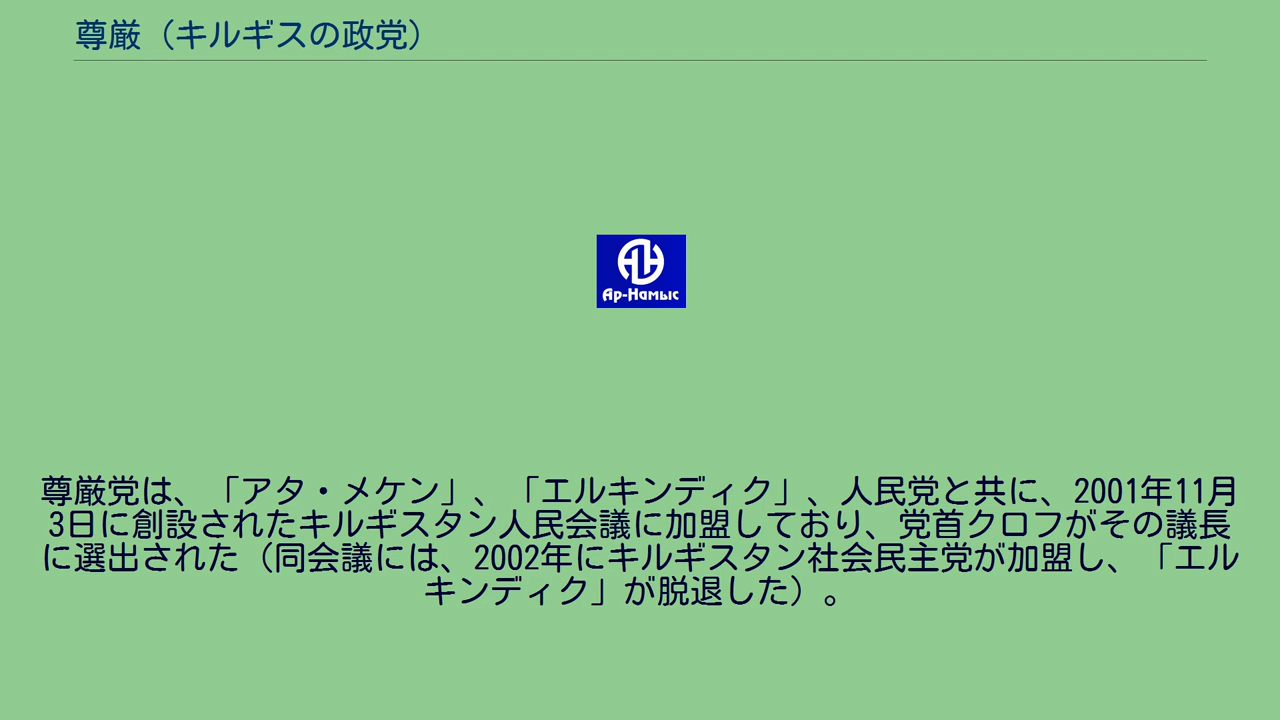 尊厳（キルギスの政党）
Ар-Намыс
尊厳党は、「アタ・メケン」、「エルキンディク」、人民党と共に、2001年11月
3日に創設されたキルギスタン人民会議に加盟しており、党首クロフがその議長
に選出された（同会議には、2002年にキルギスタン社会民主党が加盟し、「エル
キンディク」が脱退した）。